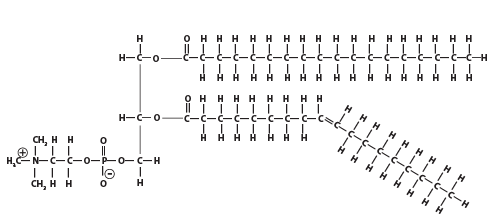 H O H H H H H H H H H H H H H H H H H
H C O C C C C C C C C C C C C C C C C C C H
H H H H H H H H H H H H H H H H H
O H H H H H H H H
H C O C C C C C C C C C
H H H H H H H
H H H H H H H H H
C C C C C C C C C H
H H H H H H H H
CH3 H H O
H3C + N C C O P O C H
CH3 H H O − H